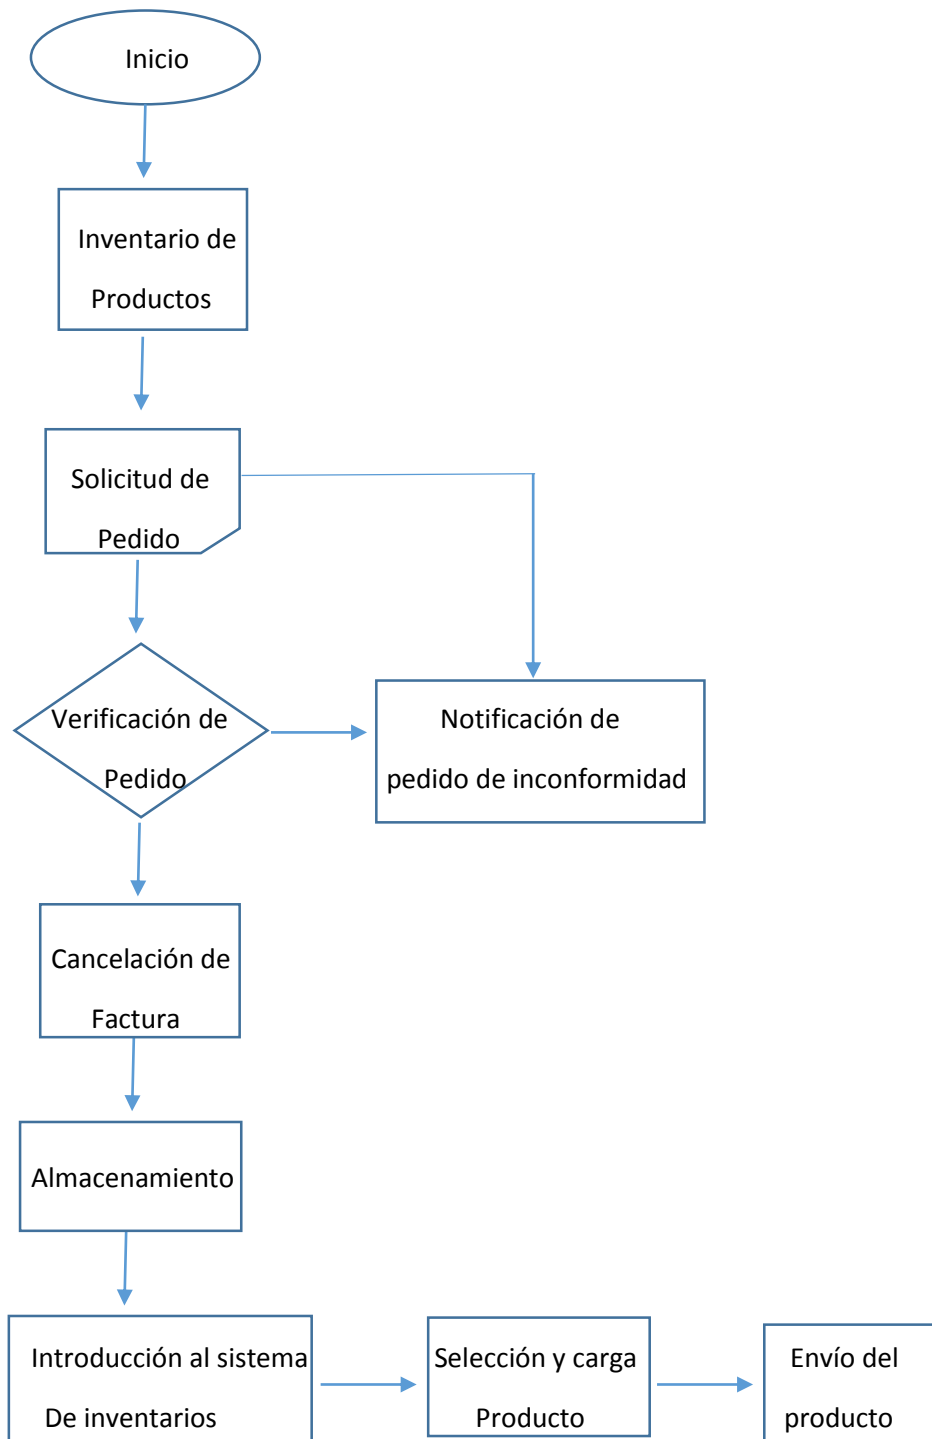 Inicio
Inventario de
Productos
Solicitud de
Pedido
Verificación de
Pedido
Notificación de
pedido de inconformidad
Cancelación de
Factura
Almacenamiento
Introducción al sistema
De inventarios
Selección y carga
Producto
Envío del
producto